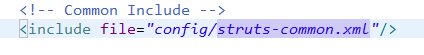 <!-- Common Include -->
<include file="config/struts-common.xml"/>